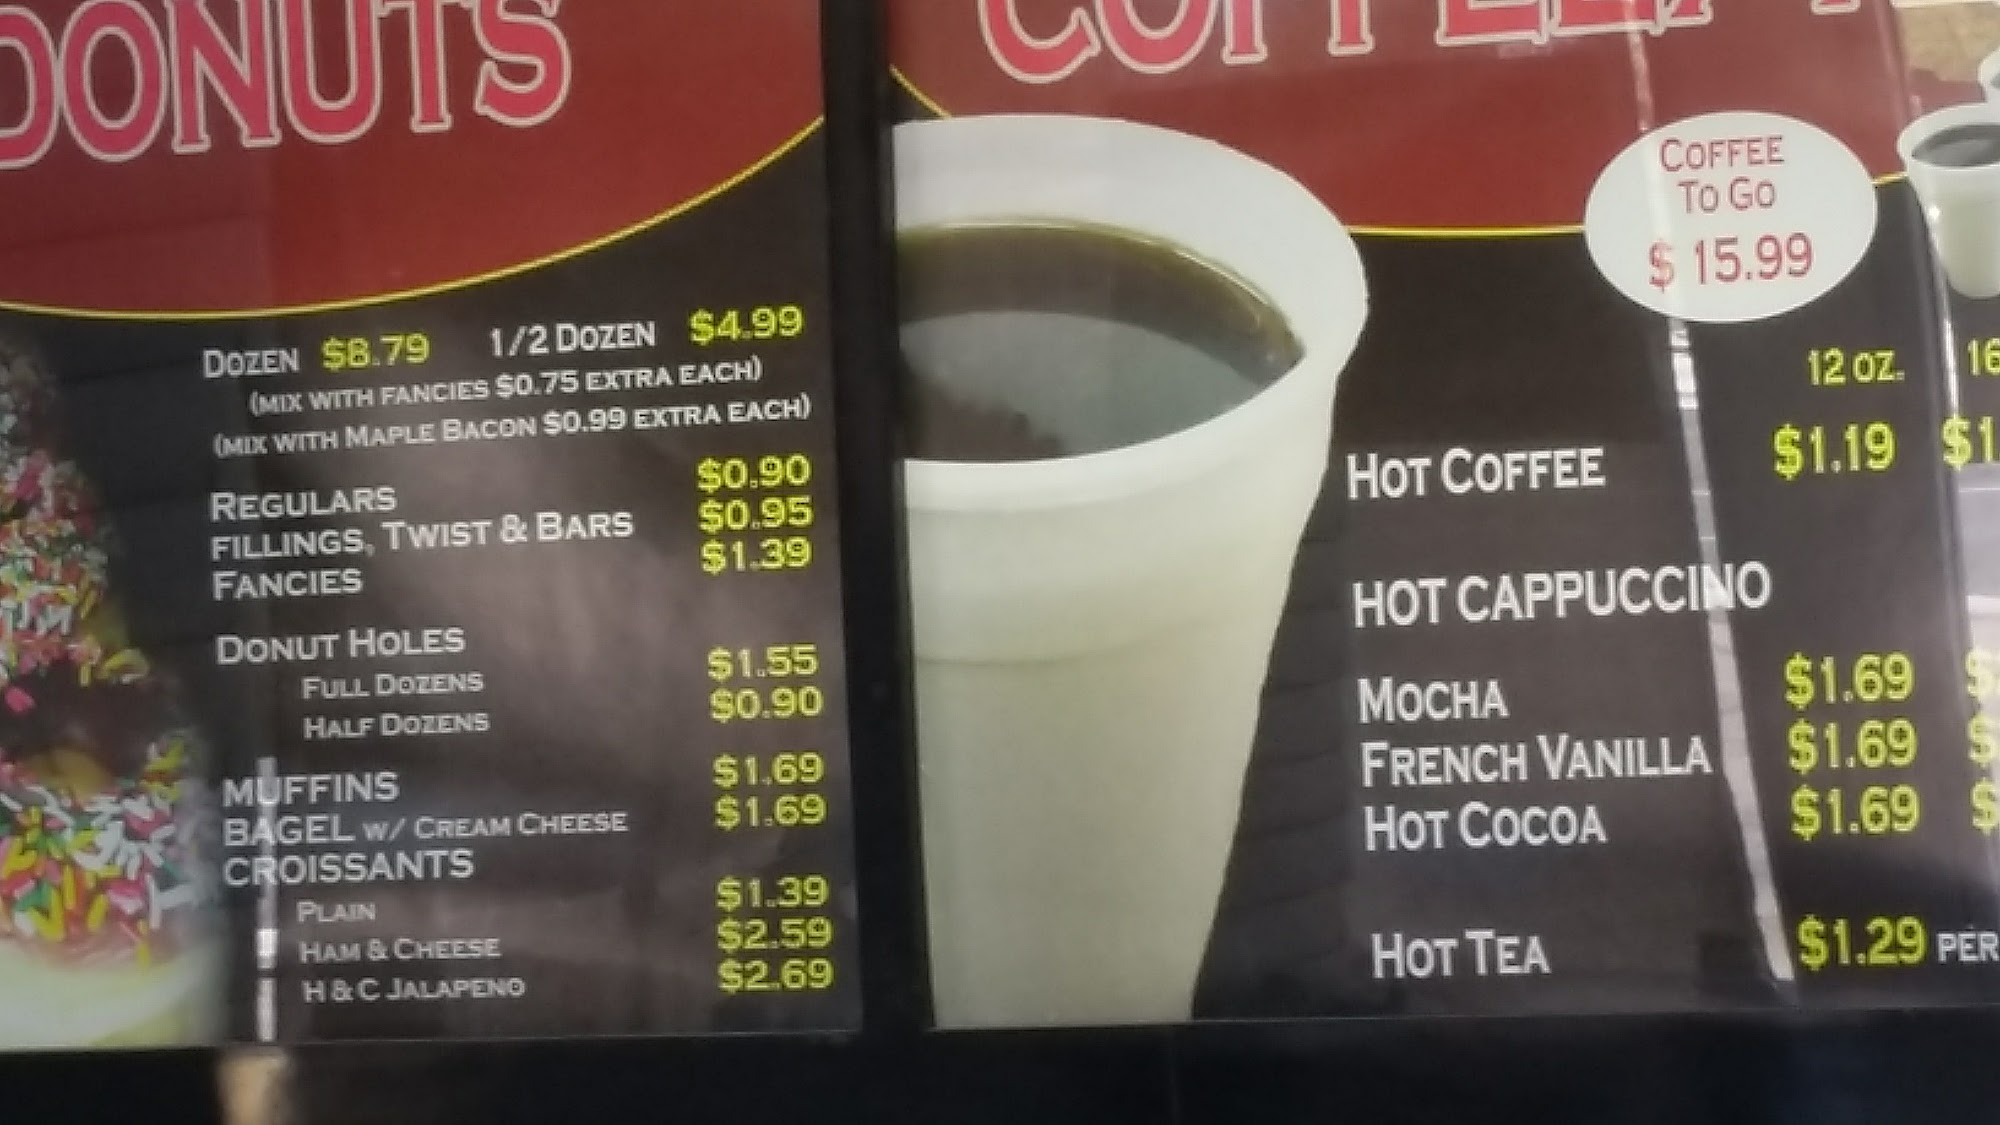 DONUTS
DOZEN $8.79 1/2 DOZEN $4.99
(MIX WITH FANCIES $0.75 EXTRA EACH)
(MIX WITH MAPLE BACON $0.99 EXTRA EACH)
REGULARS $0.90
FILLINGS, TWIST & BARS $0.95
FANCIES $1.39
DONUT HOLES
FULL DOZENS $1.55
HALF DOZENS $0.90
MUFFINS $1.69
BAGEL W/ CREAM CHEESE $1.69
CROISSANTS
PLAIN $1.39
HAM & CHEESE $2.59
H & C JALAPENO $2.69
COFFEE,
COFFEE
TO GO
$ 15.99
12 OZ. 16
HOT COFFEE $1.19 $1.
HOT CAPPUCCINO
MOCHA $1.69 $
FRENCH VANILLA $1.69 $
HOT COCOA $1.69 $
HOT TEA $1.29 PER